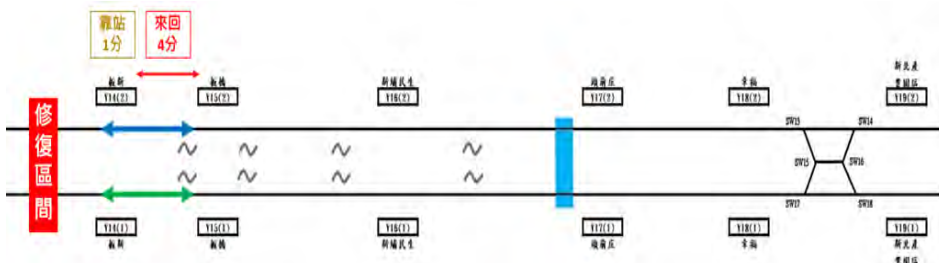 靠站
1分
來回
4分
板新
Y14(2)
板橋
Y15(2)
新埔民生
Y16(2)
頭前庄
Y17(2)
幸福
Y18(2)
新北產
業園區
Y19(2)
修復區間
SW13
SW14
SW15
SW16
SW17
SW18
Y14(1)
板新
Y15(1)
板橋
Y16(1)
新埔民生
Y17(1)
頭前庄
Y18(1)
幸福
Y19(1)
新北產
業園區